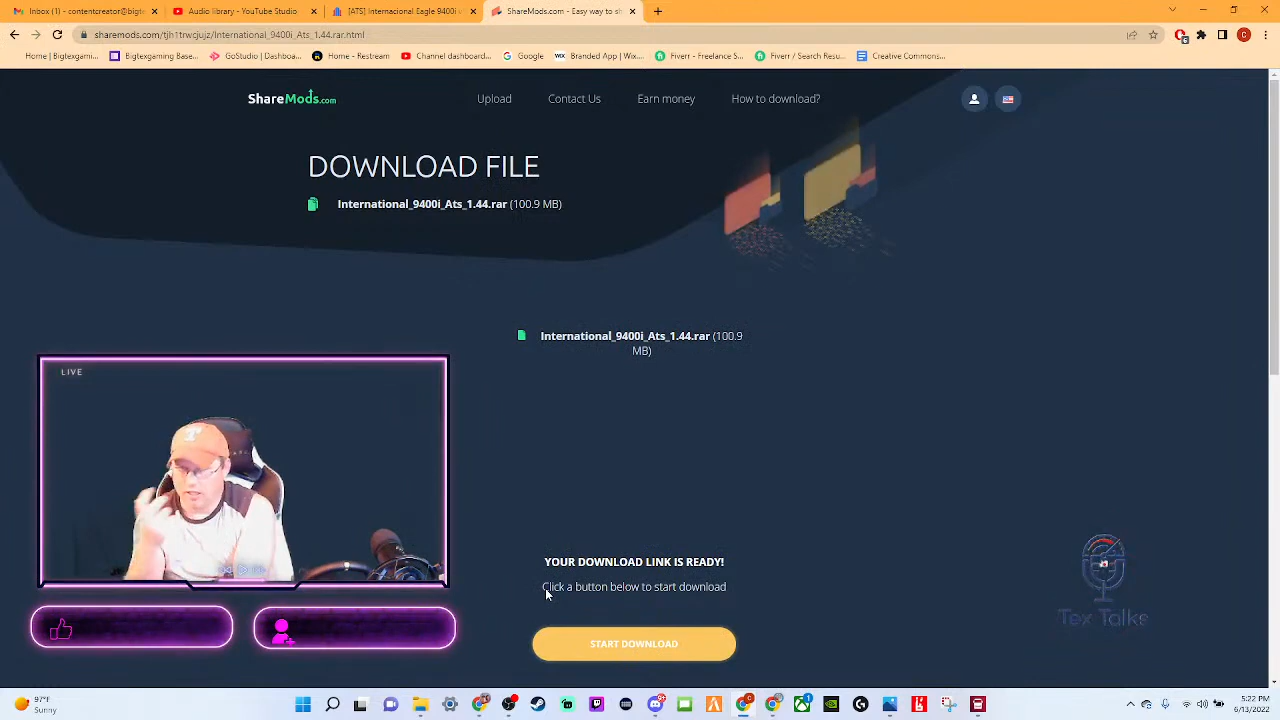 Inbox (1) - contentcreator@bigte
Audio library - YouTube Studio
[ATS] Internacional Eagle 9400i v
ShareMods.com - Easy way to sh
sharemods.com/tjh1trwcjujz/International_9400i_Ats_1.44.rar.html
Home | Bigtexgami...
Bigtexgaming Base...
GoStudio | Dashboa...
Home - Restream
Channel dashboard...
Google
Branded App | Wix...
Fiverr - Freelance S...
Fiverr / Search Resu...
Creative Commons...
ShareMods.com
Upload
Contact Us
Earn money
How to download?
DOWNLOAD FILE
International_9400i_Ats_1.44.rar (100.9 MB)
International_9400i_Ats_1.44.rar (100.9
MB)
LIVE
YOUR DOWNLOAD LINK IS READY!
Click a button below to start download
START DOWNLOAD
Tex Talks
97°F
Sunny
5:22 PM
6/13/2022